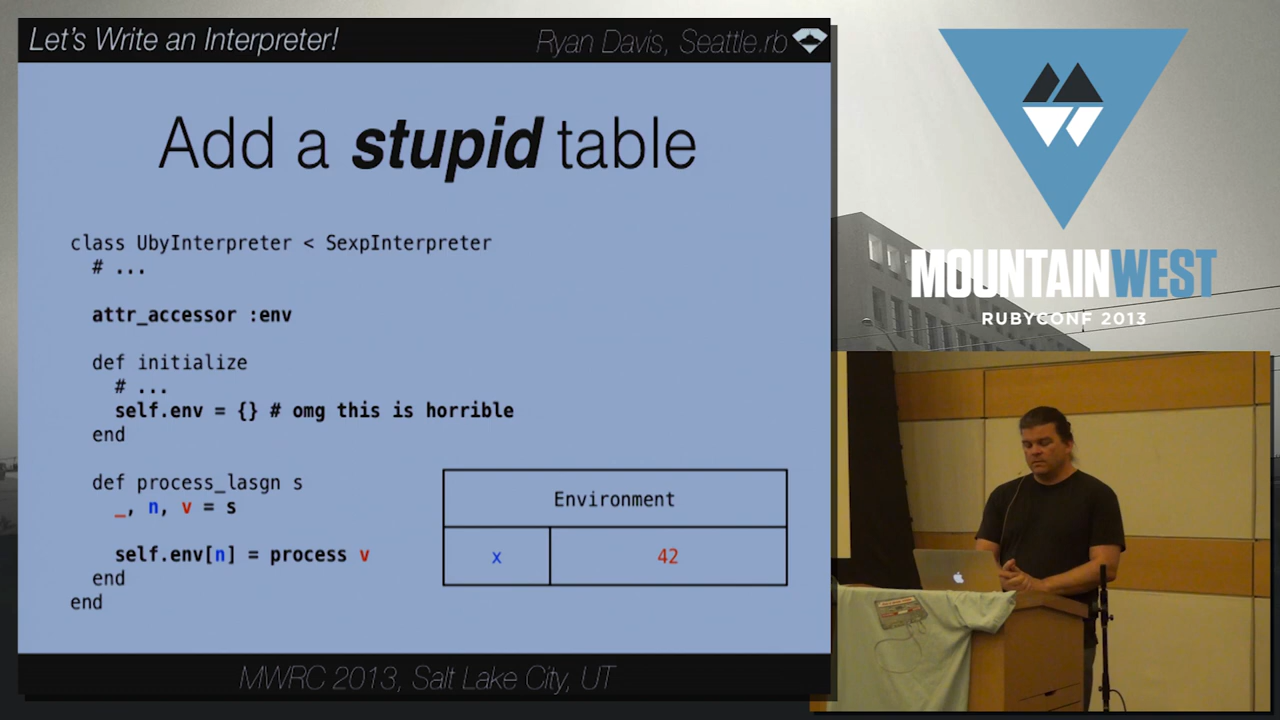 Let's Write an Interpreter!
Ryan Davis, Seattle.rb
Add a stupid table
class UbyInterpreter < SexpInterpreter
# ...
attr_accessor :env
def initialize
# ...
self.env = {} # omg this is horrible
end
def process_lasgn s
_, n, v = s
self.env[n] = process v
end
end
Environment
x 42
MWRC 2013, Salt Lake City, UT
MOUNTAINWEST
RUBYCONF 2013